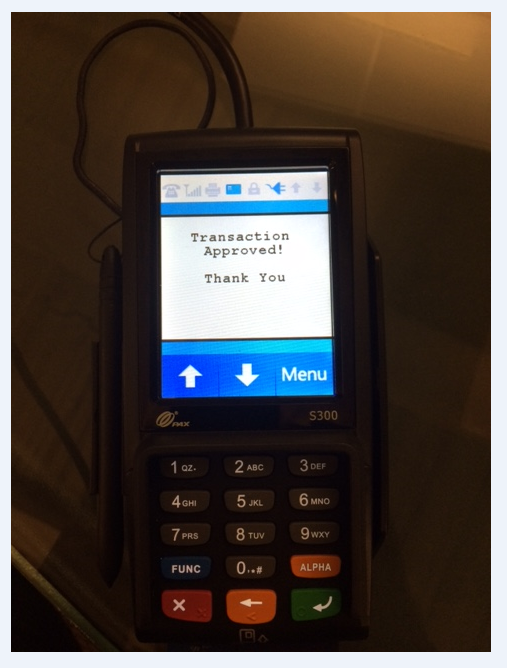 Transaction
Approved!
Thank You
Menu
PAX S300
1 QZ. 2 ABC 3 DEF
4 GHI 5 JKL 6 MNO
7 PRS 8 TUV 9 WXY
FUNC 0,*# ALPHA